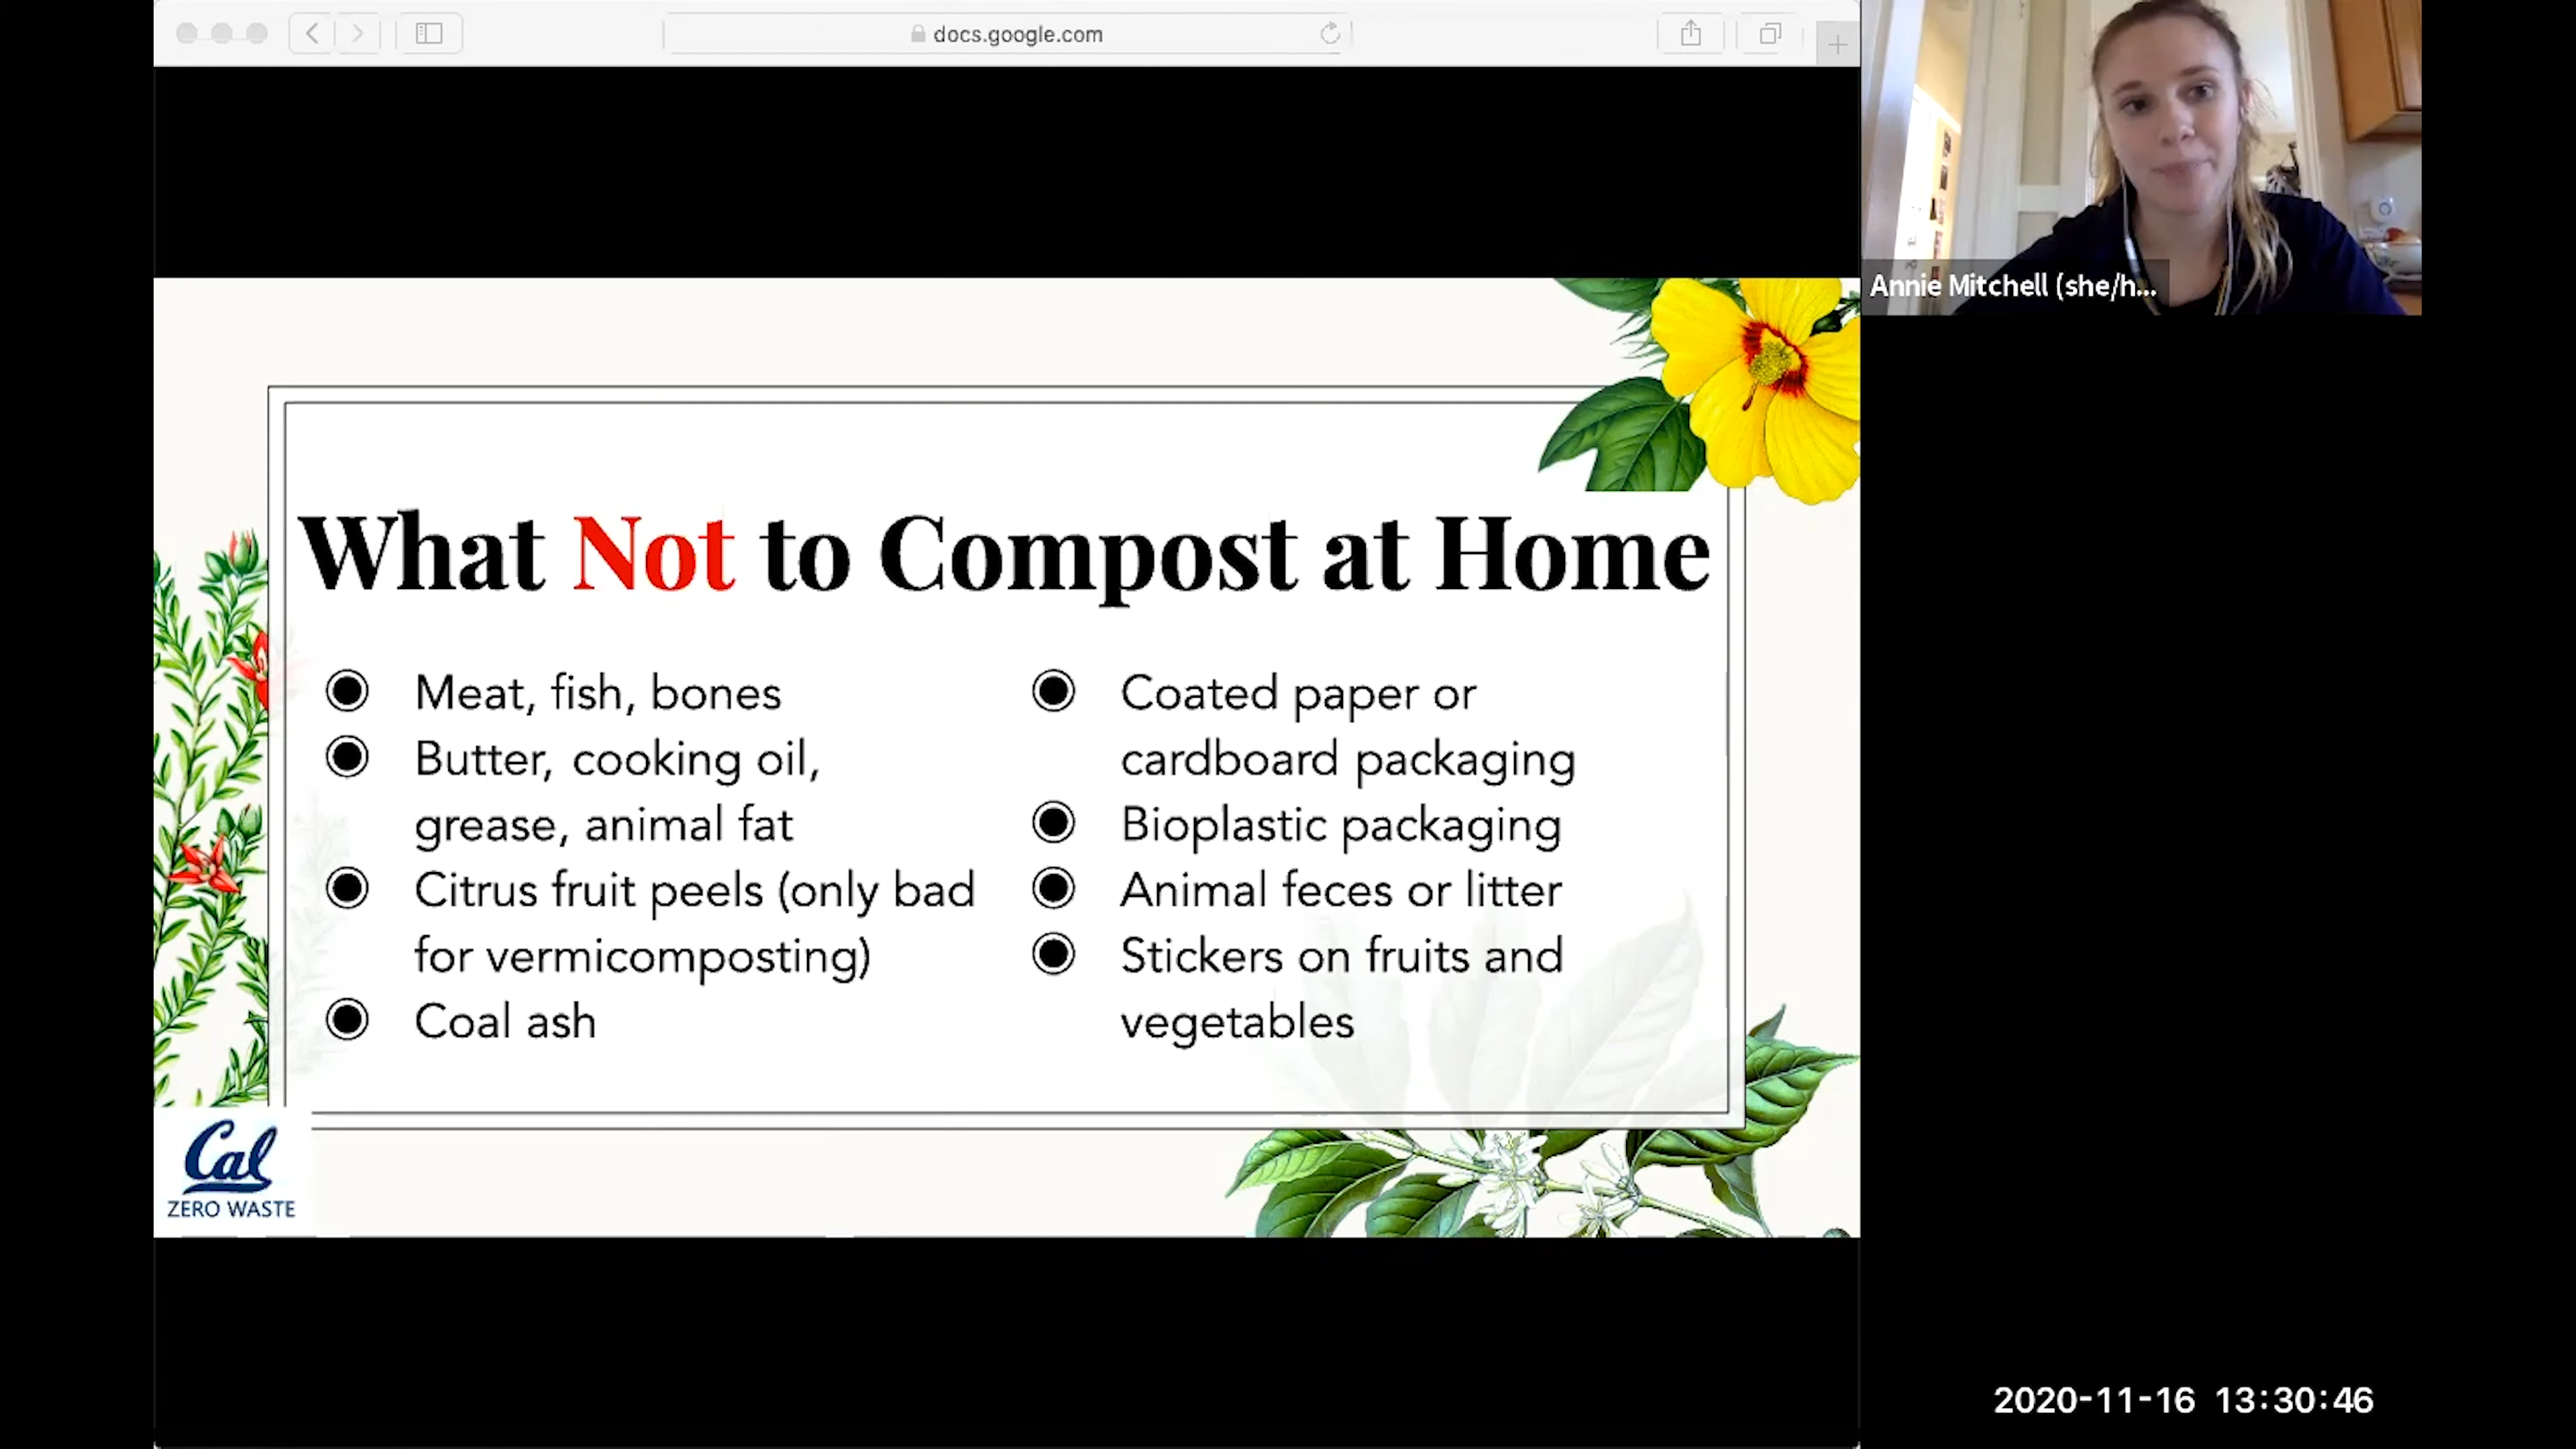 docs.google.com
Annie Mitchell (she/h...
What Not to Compost at Home
Meat, fish, bones
Butter, cooking oil,
grease, animal fat
Citrus fruit peels (only bad
for vermicomposting)
Coal ash
Coated paper or
cardboard packaging
Bioplastic packaging
Animal feces or litter
Stickers on fruits and
vegetables
Cal
ZERO WASTE
2020-11-16 13:30:46